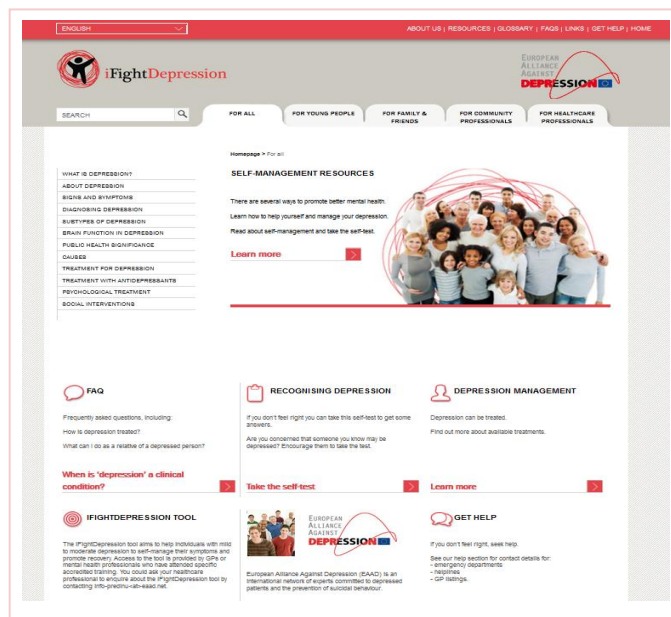 ENGLISH
ABOUT US | RESOURCES | GLOSSARY | FAQS | LINKS | GET HELP | HOME
iFightDepression
EUROPEAN
ALLIANCE
AGAINST
DEPRESSION
SEARCH
FOR ALL
FOR YOUNG PEOPLE
FOR FAMILY &
FRIENDS
FOR COMMUNITY
PROFESSIONALS
FOR HEALTHCARE
PROFESSIONALS
Homepage > For all
WHAT IS DEPRESSION?
ABOUT DEPRESSION
SIGNS AND SYMPTOMS
DIAGNOSING DEPRESSION
SUBTYPES OF DEPRESSION
BRAIN FUNCTION IN DEPRESSION
PUBLIC HEALTH SIGNIFICANCE
CAUSES
TREATMENT FOR DEPRESSION
TREATMENT WITH ANTIDEPRESSANTS
PSYCHOLOGICAL TREATMENT
SOCIAL INTERVENTIONS
SELF-MANAGEMENT RESOURCES
There are several ways to promote better mental health.
Learn how to help yourself and manage your depression.
Read about self-management and take the self-test.
Learn more
FAQ
Frequently asked questions, including:
How is depression treated?
What can I do as a relative of a depressed person?
When is 'depression' a clinical
condition?
RECOGNISING DEPRESSION
If you don't feel right you can take this self-test to get some
answers.
Are you concerned that someone you know may be
depressed? Encourage them to take the test.
Take the self-test
DEPRESSION MANAGEMENT
Depression can be treated.
Find out more about available treatments.
Learn more
IFIGHTDEPRESSION TOOL
The iFightDepression tool aims to help individuals with mild
to moderate depression to self-manage their symptoms and
promote recovery. Access to the tool is provided by GPs or
mental health professionals who have attended specific
accredited training. You could ask your healthcare
professional to enquire about the iFightDepression tool by
contacting info-predinu-<at>-eaad.net.
EUROPEAN
ALLIANCE
AGAINST
DEPRESSION
European Alliance Against Depression (EAAD) is an
international network of experts committed to depressed
patients and the prevention of suicidal behaviour.
GET HELP
If you don't feel right, seek help.
See our help section for contact details for:
- emergency departments
- helplines
- GP listings.